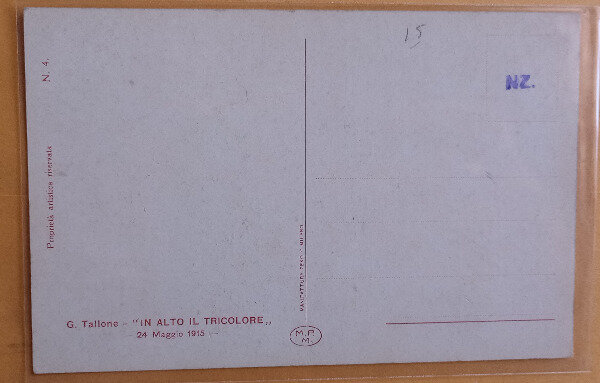 15
NZ.
N. 4.
Proprietà artistica riservata
G. Tallone - "IN ALTO IL TRICOLORE„
- 24 Maggio 1915 -
M.P.
M.